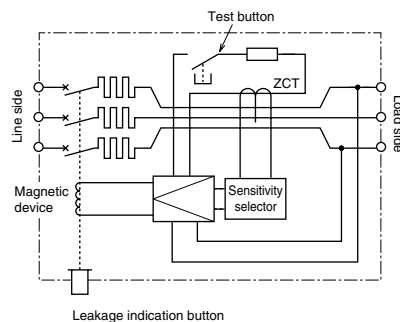 Test button
ZCT
Line side
Load side
Magnetic
device
Sensitivity
selector
Leakage indication button